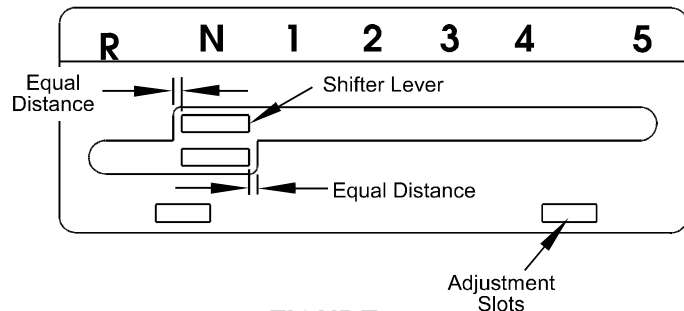 R N 1 2 3 4 5
Equal
Distance
Shifter Lever
Equal Distance
Adjustment
Slots